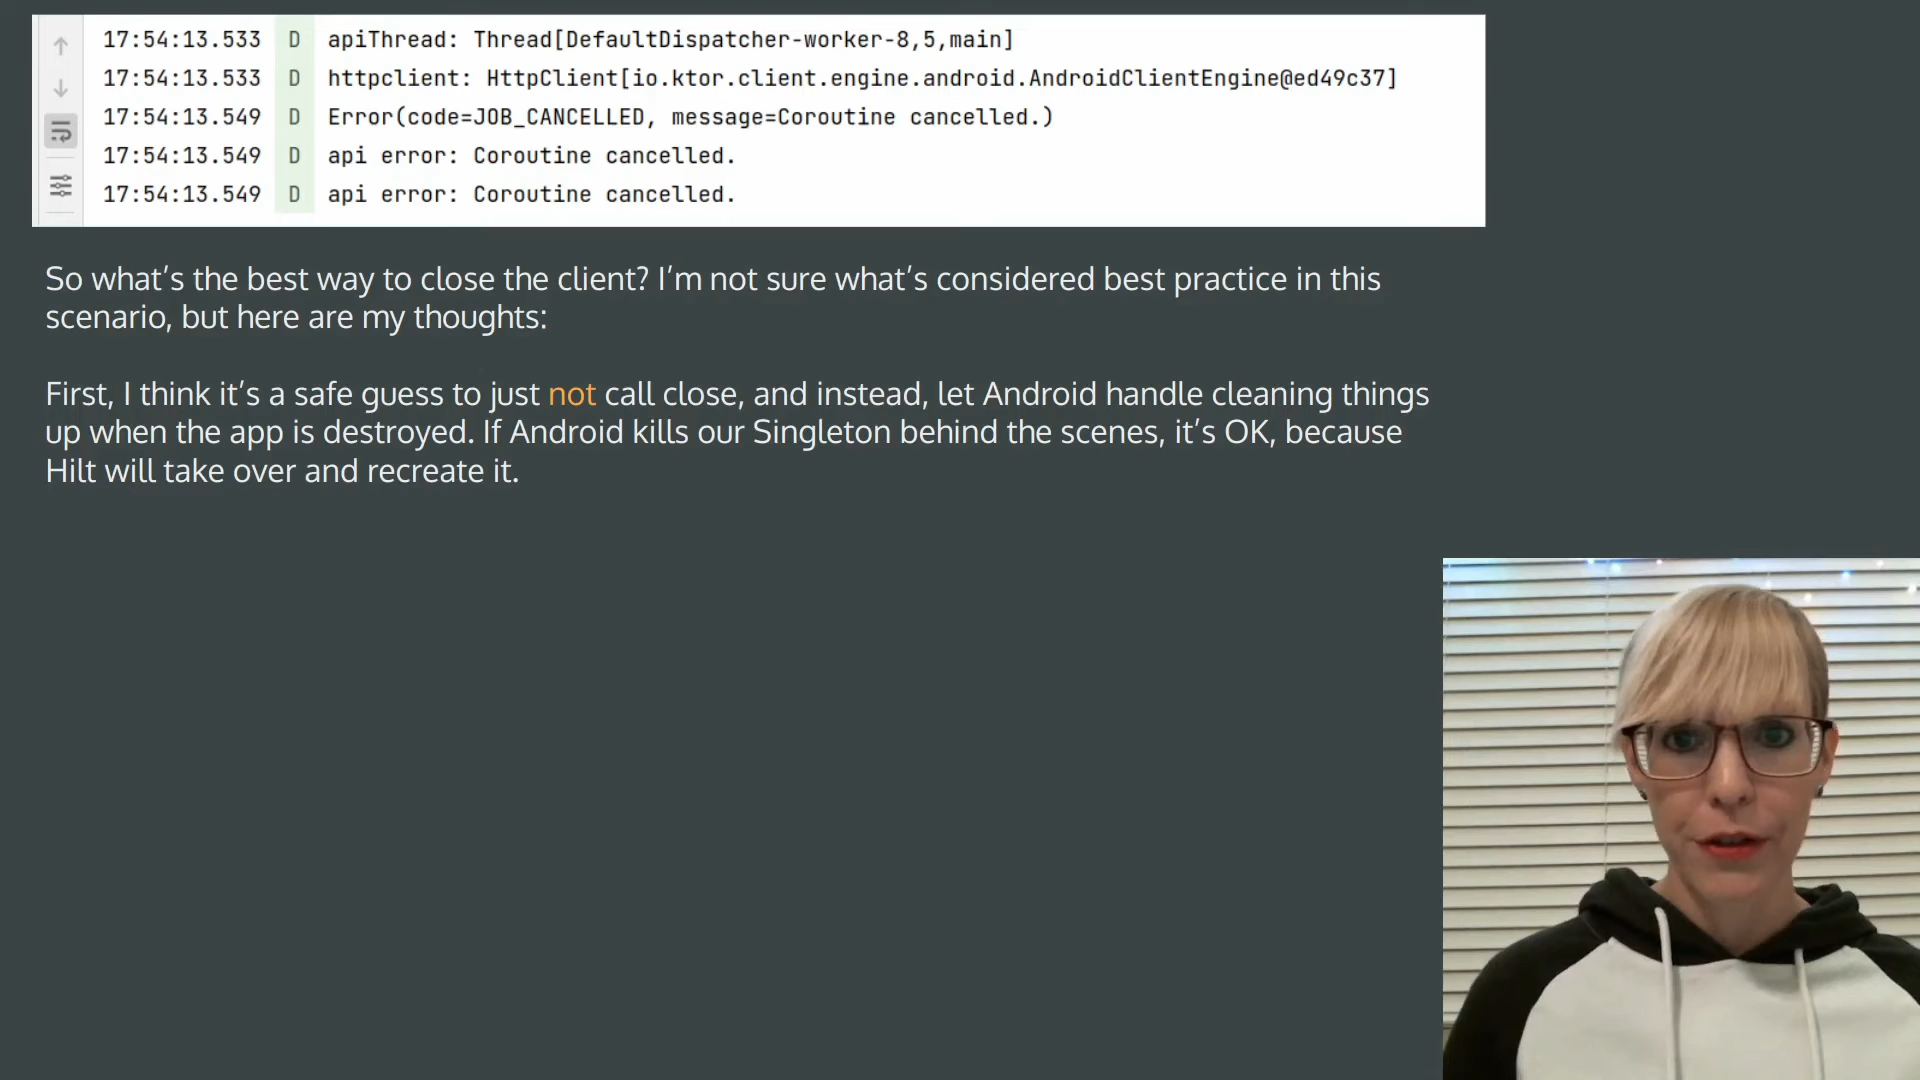 17:54:13.533 D apiThread: Thread[DefaultDispatcher-worker-8,5,main]
17:54:13.533 D httpclient: HttpClient[io.ktor.client.engine.android.AndroidClientEngine@ed49c37]
17:54:13.549 D Error(code=JOB_CANCELLED, message=Coroutine cancelled.)
17:54:13.549 D api error: Coroutine cancelled.
17:54:13.549 D api error: Coroutine cancelled.
So what's the best way to close the client? I'm not sure what's considered best practice in this
scenario, but here are my thoughts:
First, I think it's a safe guess to just not call close, and instead, let Android handle cleaning things
up when the app is destroyed. If Android kills our Singleton behind the scenes, it's OK, because
Hilt will take over and recreate it.